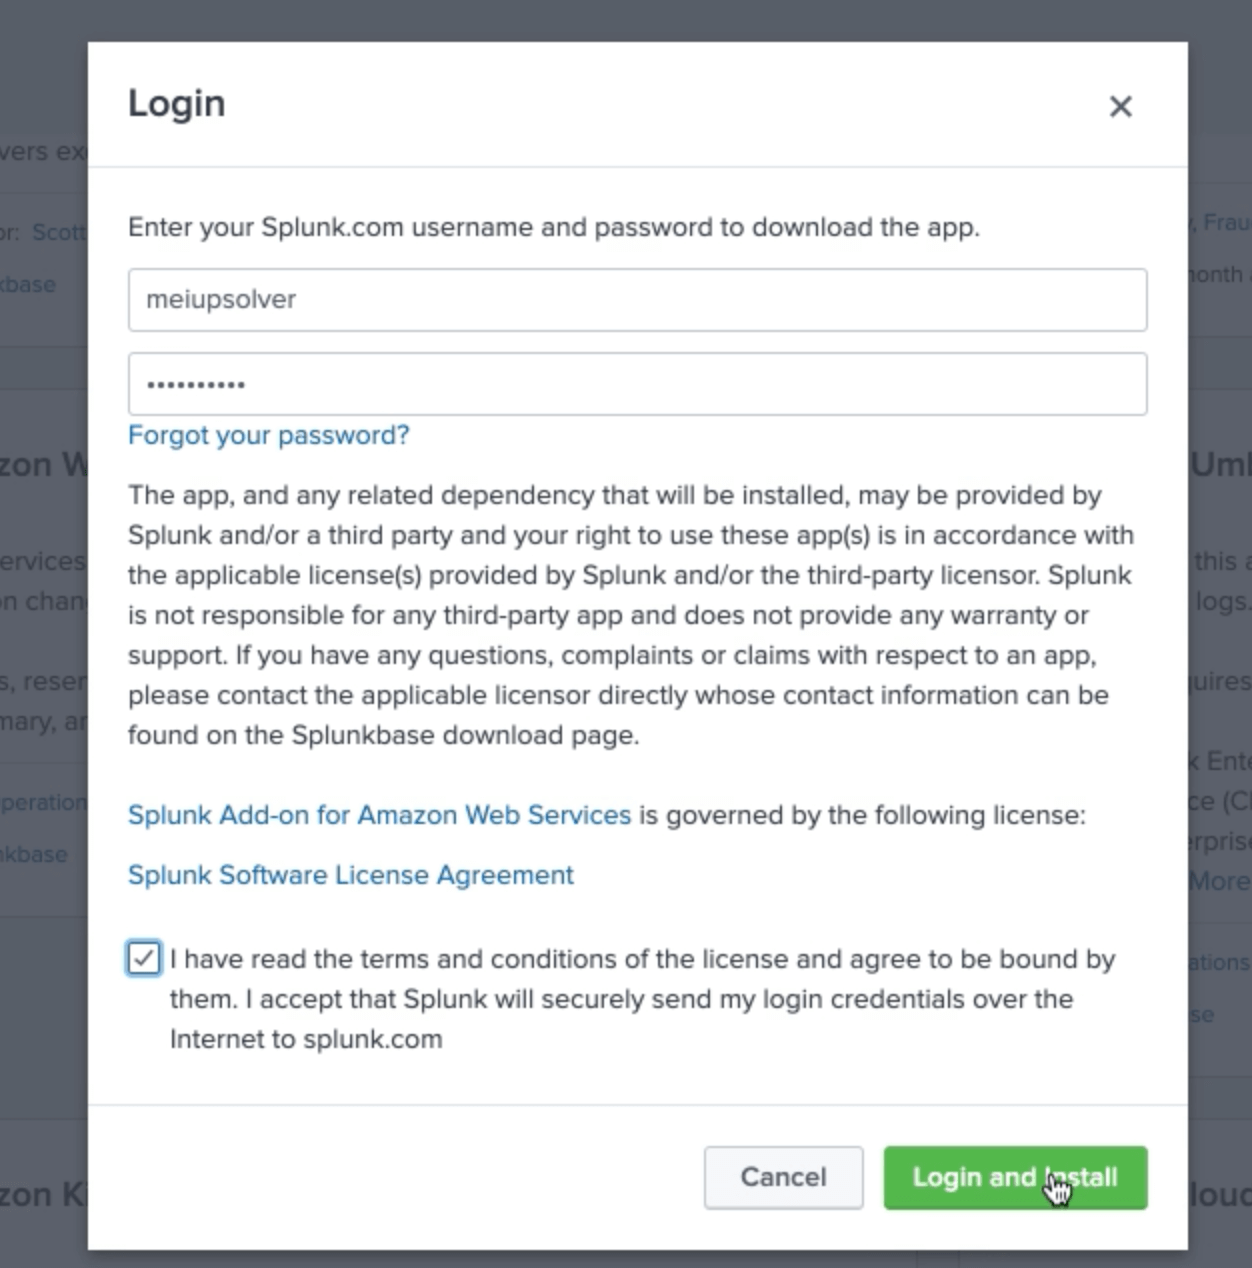 Login
×
vers ex
or: Scott
kbase
, Frau
month
Enter your Splunk.com username and password to download the app.
meiupsolver
•••••••••••
Forgot your password?
zon W
Uml
The app, and any related dependency that will be installed, may be provided by
Splunk and/or a third party and your right to use these app(s) is in accordance with
the applicable license(s) provided by Splunk and/or the third-party licensor. Splunk
is not responsible for any third-party app and does not provide any warranty or
support. If you have any questions, complaints or claims with respect to an app,
please contact the applicable licensor directly whose contact information can be
found on the Splunkbase download page.
ervices
on chan
this a
logs.
s, reser
mary, ar
quires
Splunk Add-on for Amazon Web Services is governed by the following license:
Splunk Software License Agreement
peration
nkbase
k Ente
ce (Cl
erprise
More
I have read the terms and conditions of the license and agree to be bound by
them. I accept that Splunk will securely send my login credentials over the
Internet to splunk.com
ations
se
Cancel
Login and Install
zon Ki
loud